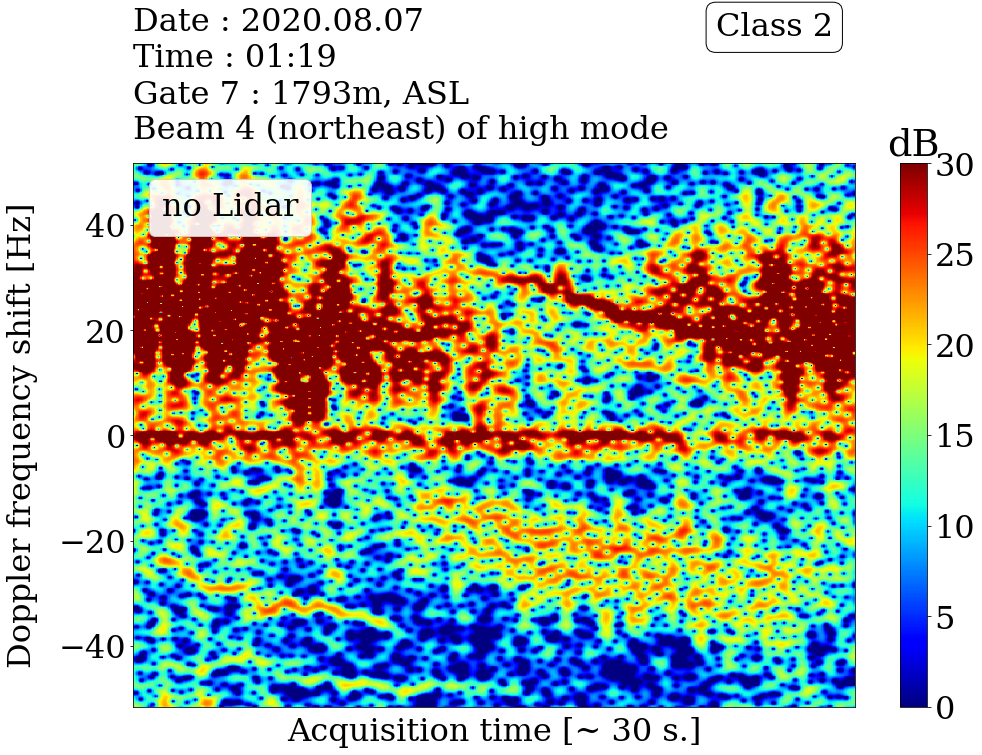 Date : 2020.08.07
Time : 01:19
Gate 7 : 1793m, ASL
Beam 4 (northeast) of high mode
Class 2
dB
no Lidar
Doppler frequency shift [Hz]
40
20
0
−20
−40
30
25
20
15
10
5
0
Acquisition time [~ 30 s.]